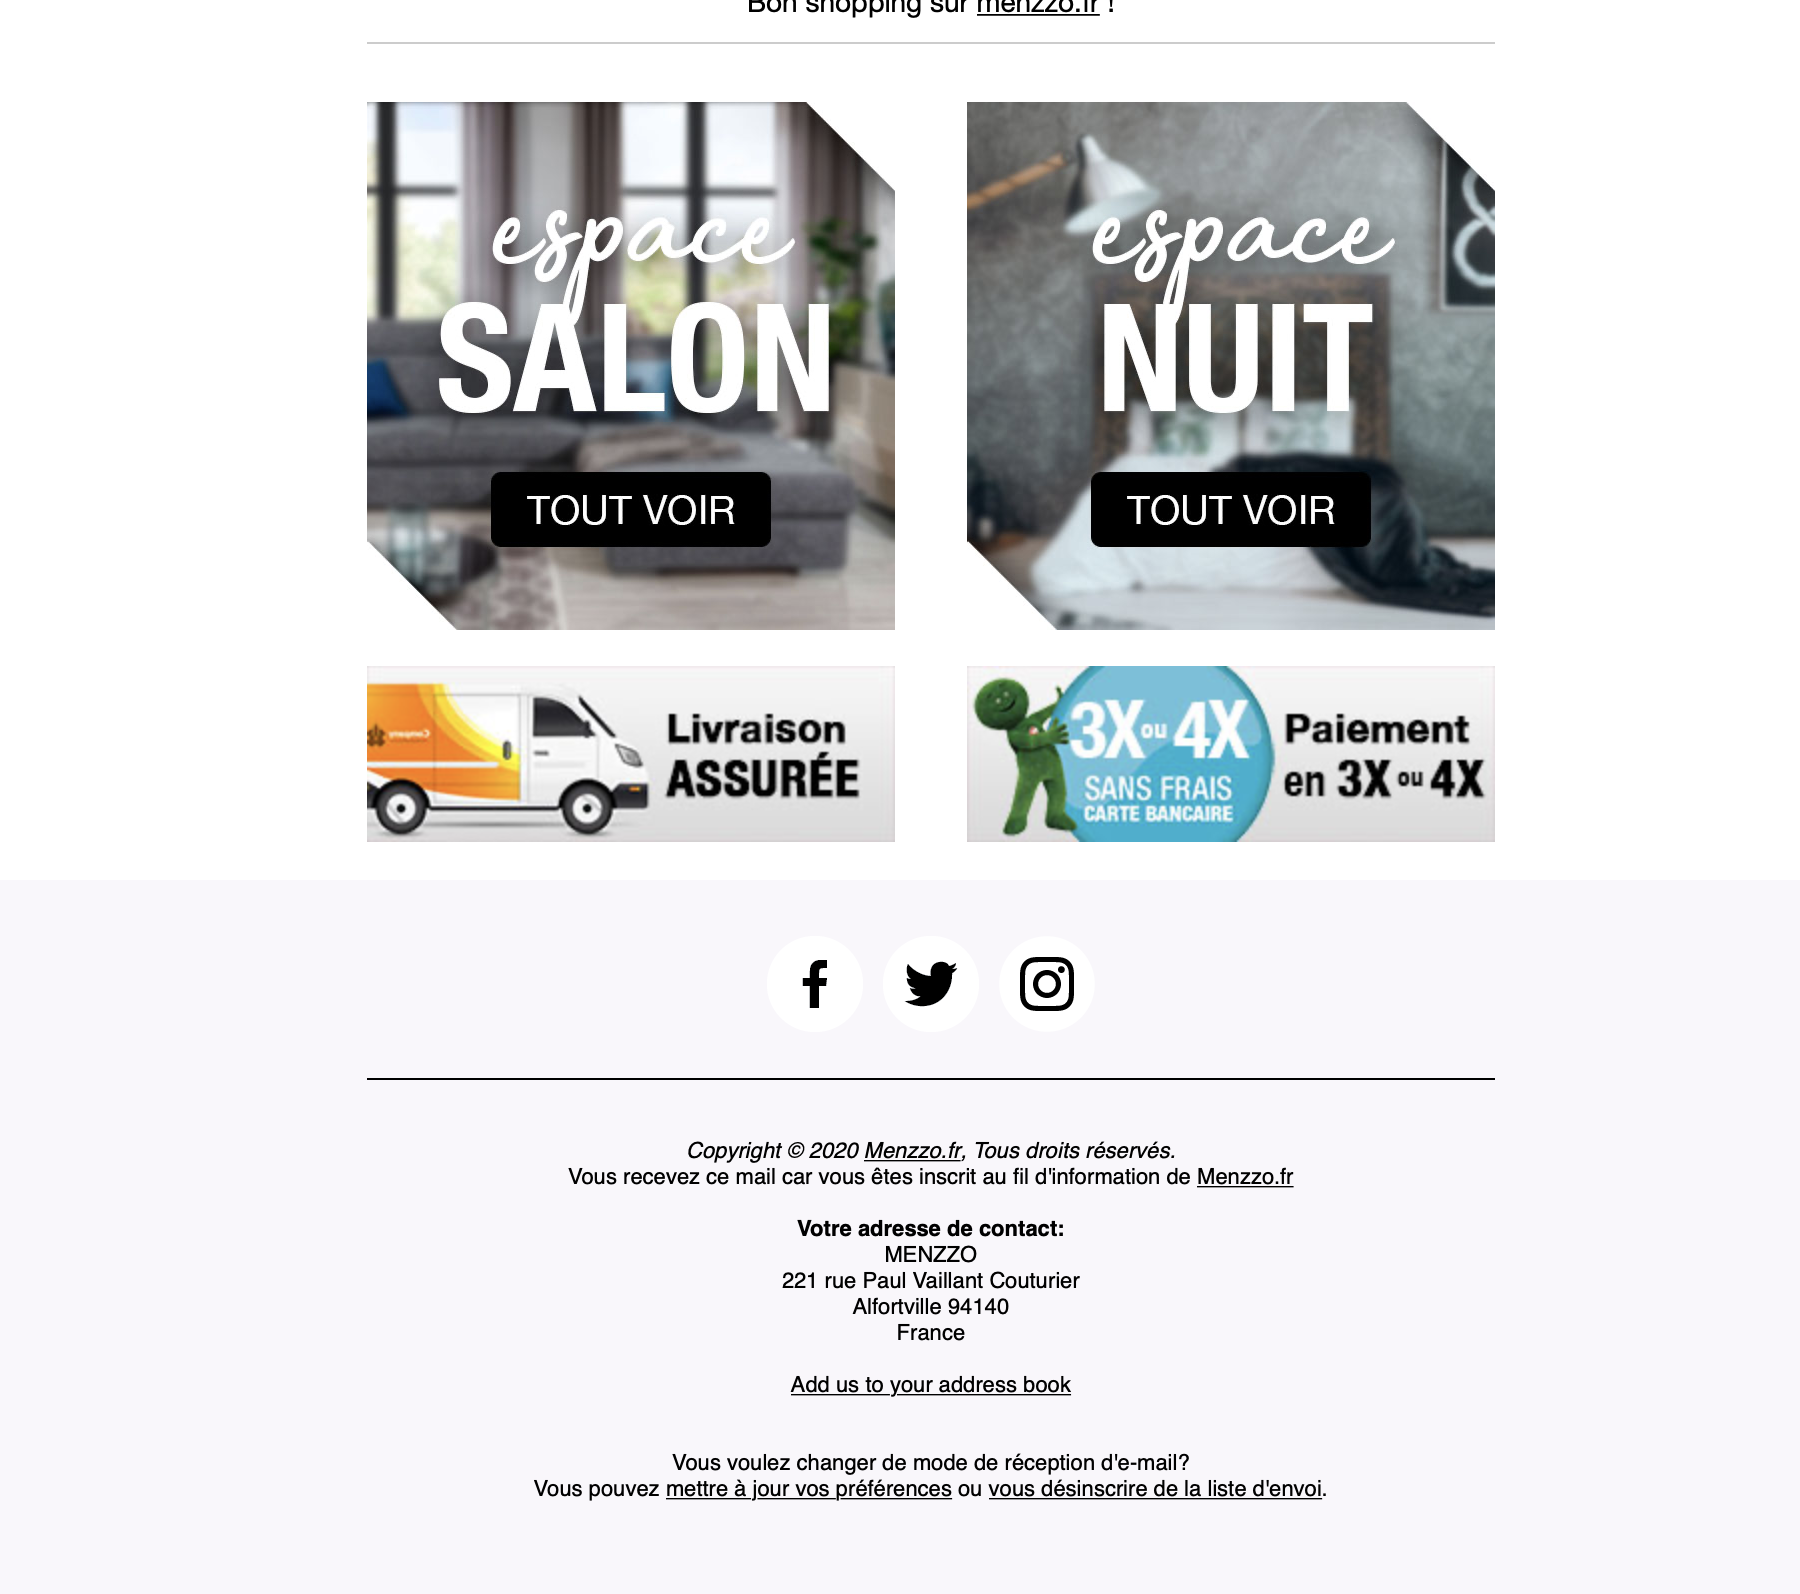 Bon shopping sur menzzo.fr !
espace
SALON
TOUT VOIR
espace
NUIT
TOUT VOIR
8
Company
Livraison
ASSURÉE
3X ou 4X
SANS FRAIS
CARTE BANCAIRE
Paiement
en 3X ou 4X
Copyright © 2020 Menzzo.fr, Tous droits réservés.
Vous recevez ce mail car vous êtes inscrit au fil d'information de Menzzo.fr
Votre adresse de contact:
MENZZO
221 rue Paul Vaillant Couturier
Alfortville 94140
France
Add us to your address book
Vous voulez changer de mode de réception d'e-mail?
Vous pouvez mettre à jour vos préférences ou vous désinscrire de la liste d'envoi.